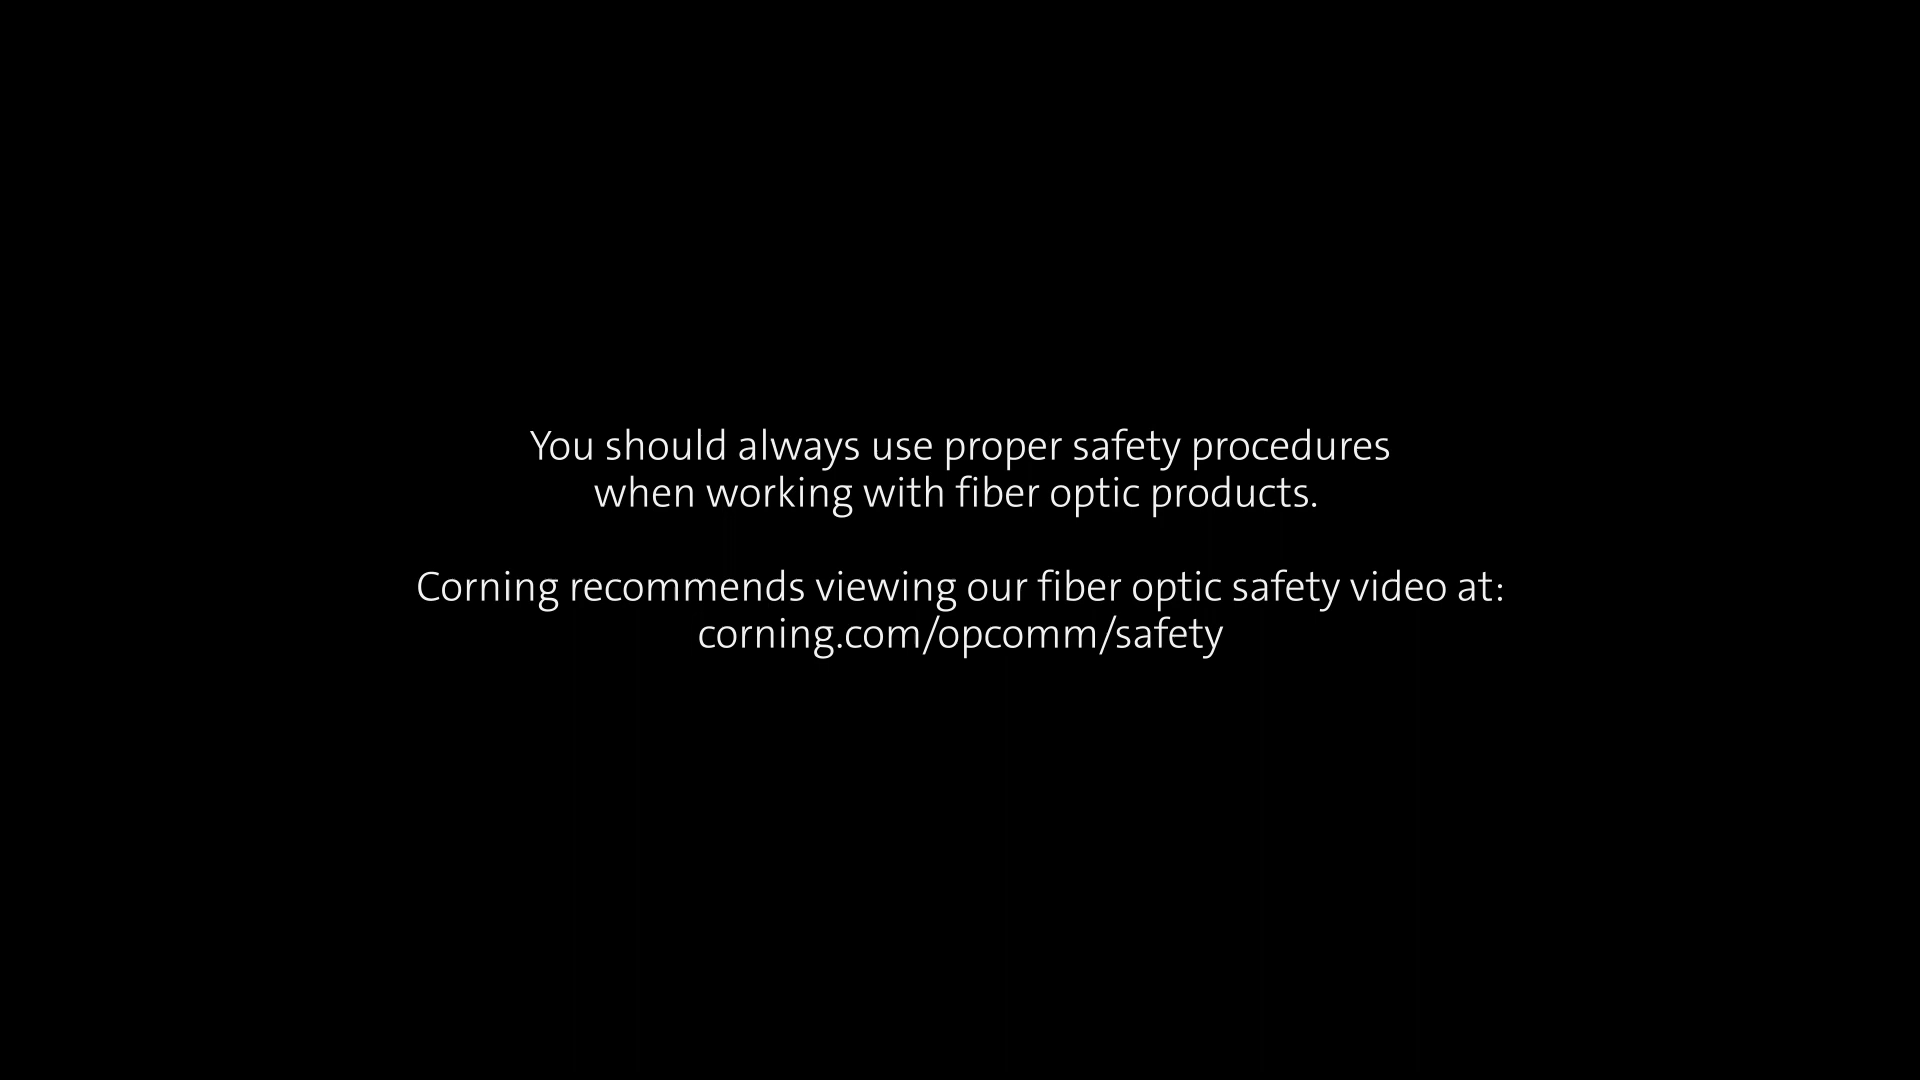 You should always use proper safety procedures
when working with fiber optic products.
Corning recommends viewing our fiber optic safety video at:
corning.com/opcomm/safety